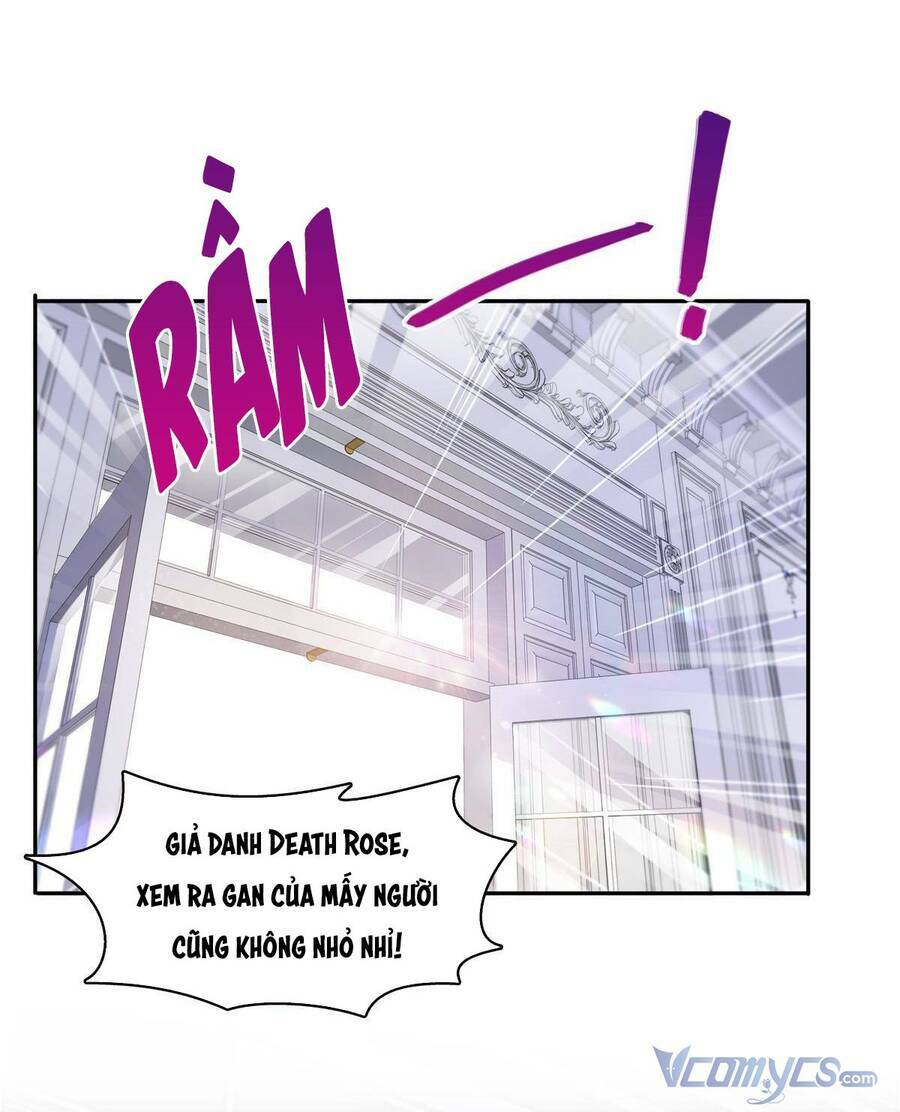 RẦM
!
GIẢ DANH DEATH ROSE,
XEM RA GAN CỦA MẤY NGƯỜI
CŨNG KHÔNG NHỎ NHỈ!
VCOMYCS.com